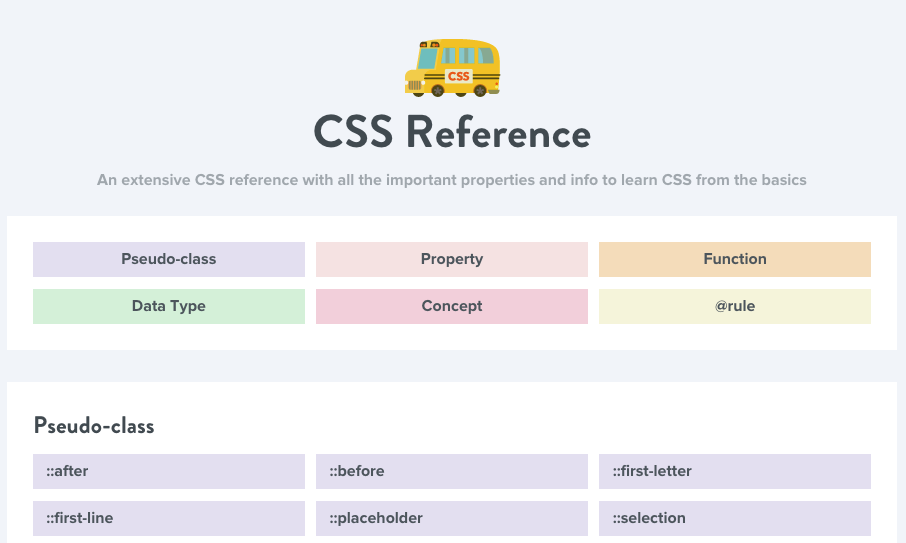 CSS
CSS Reference
An extensive CSS reference with all the important properties and info to learn CSS from the basics
Pseudo-class Property Function
Data Type Concept @rule
Pseudo-class
::after ::before ::first-letter
::first-line ::placeholder ::selection